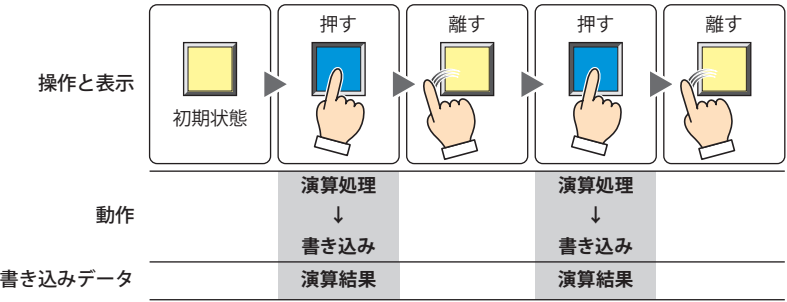 押す
離す
押す
離す
操作と表示
初期状態
動作
演算処理
↓
書き込み
演算処理
↓
書き込み
書き込みデータ
演算結果
演算結果